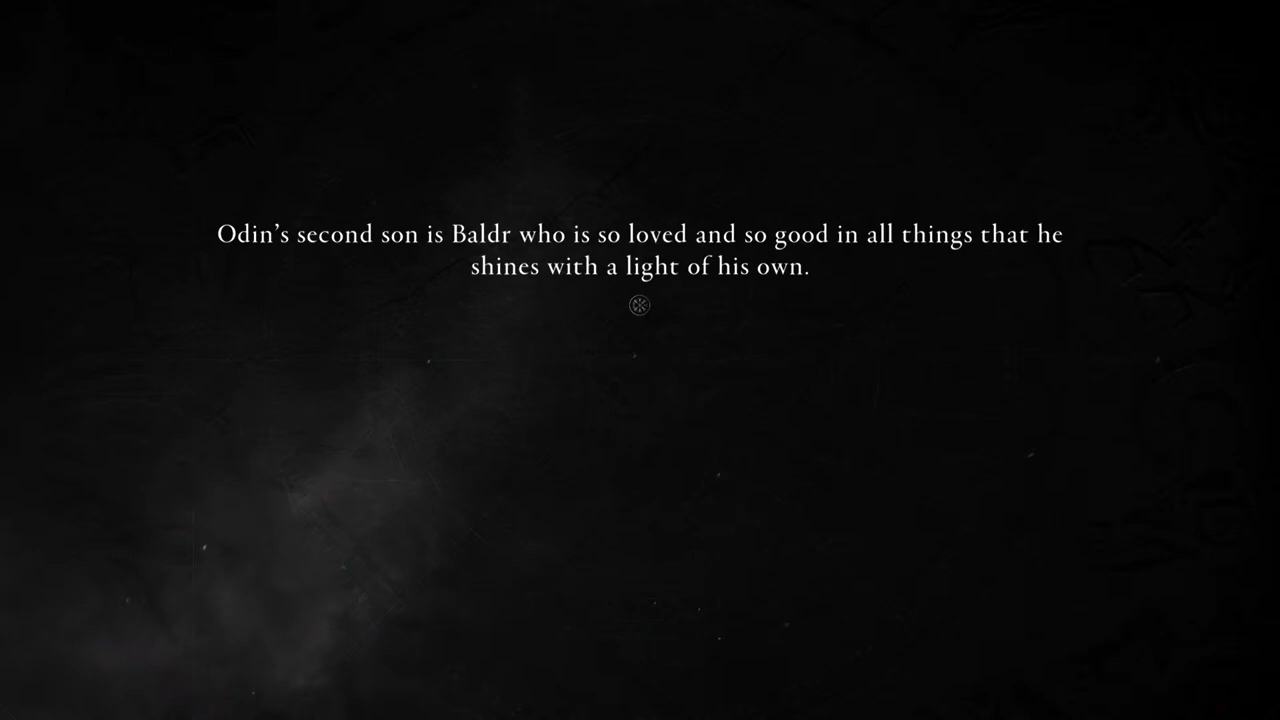 Odin’s second son is Baldr who is so loved and so good in all things that he
shines with a light of his own.